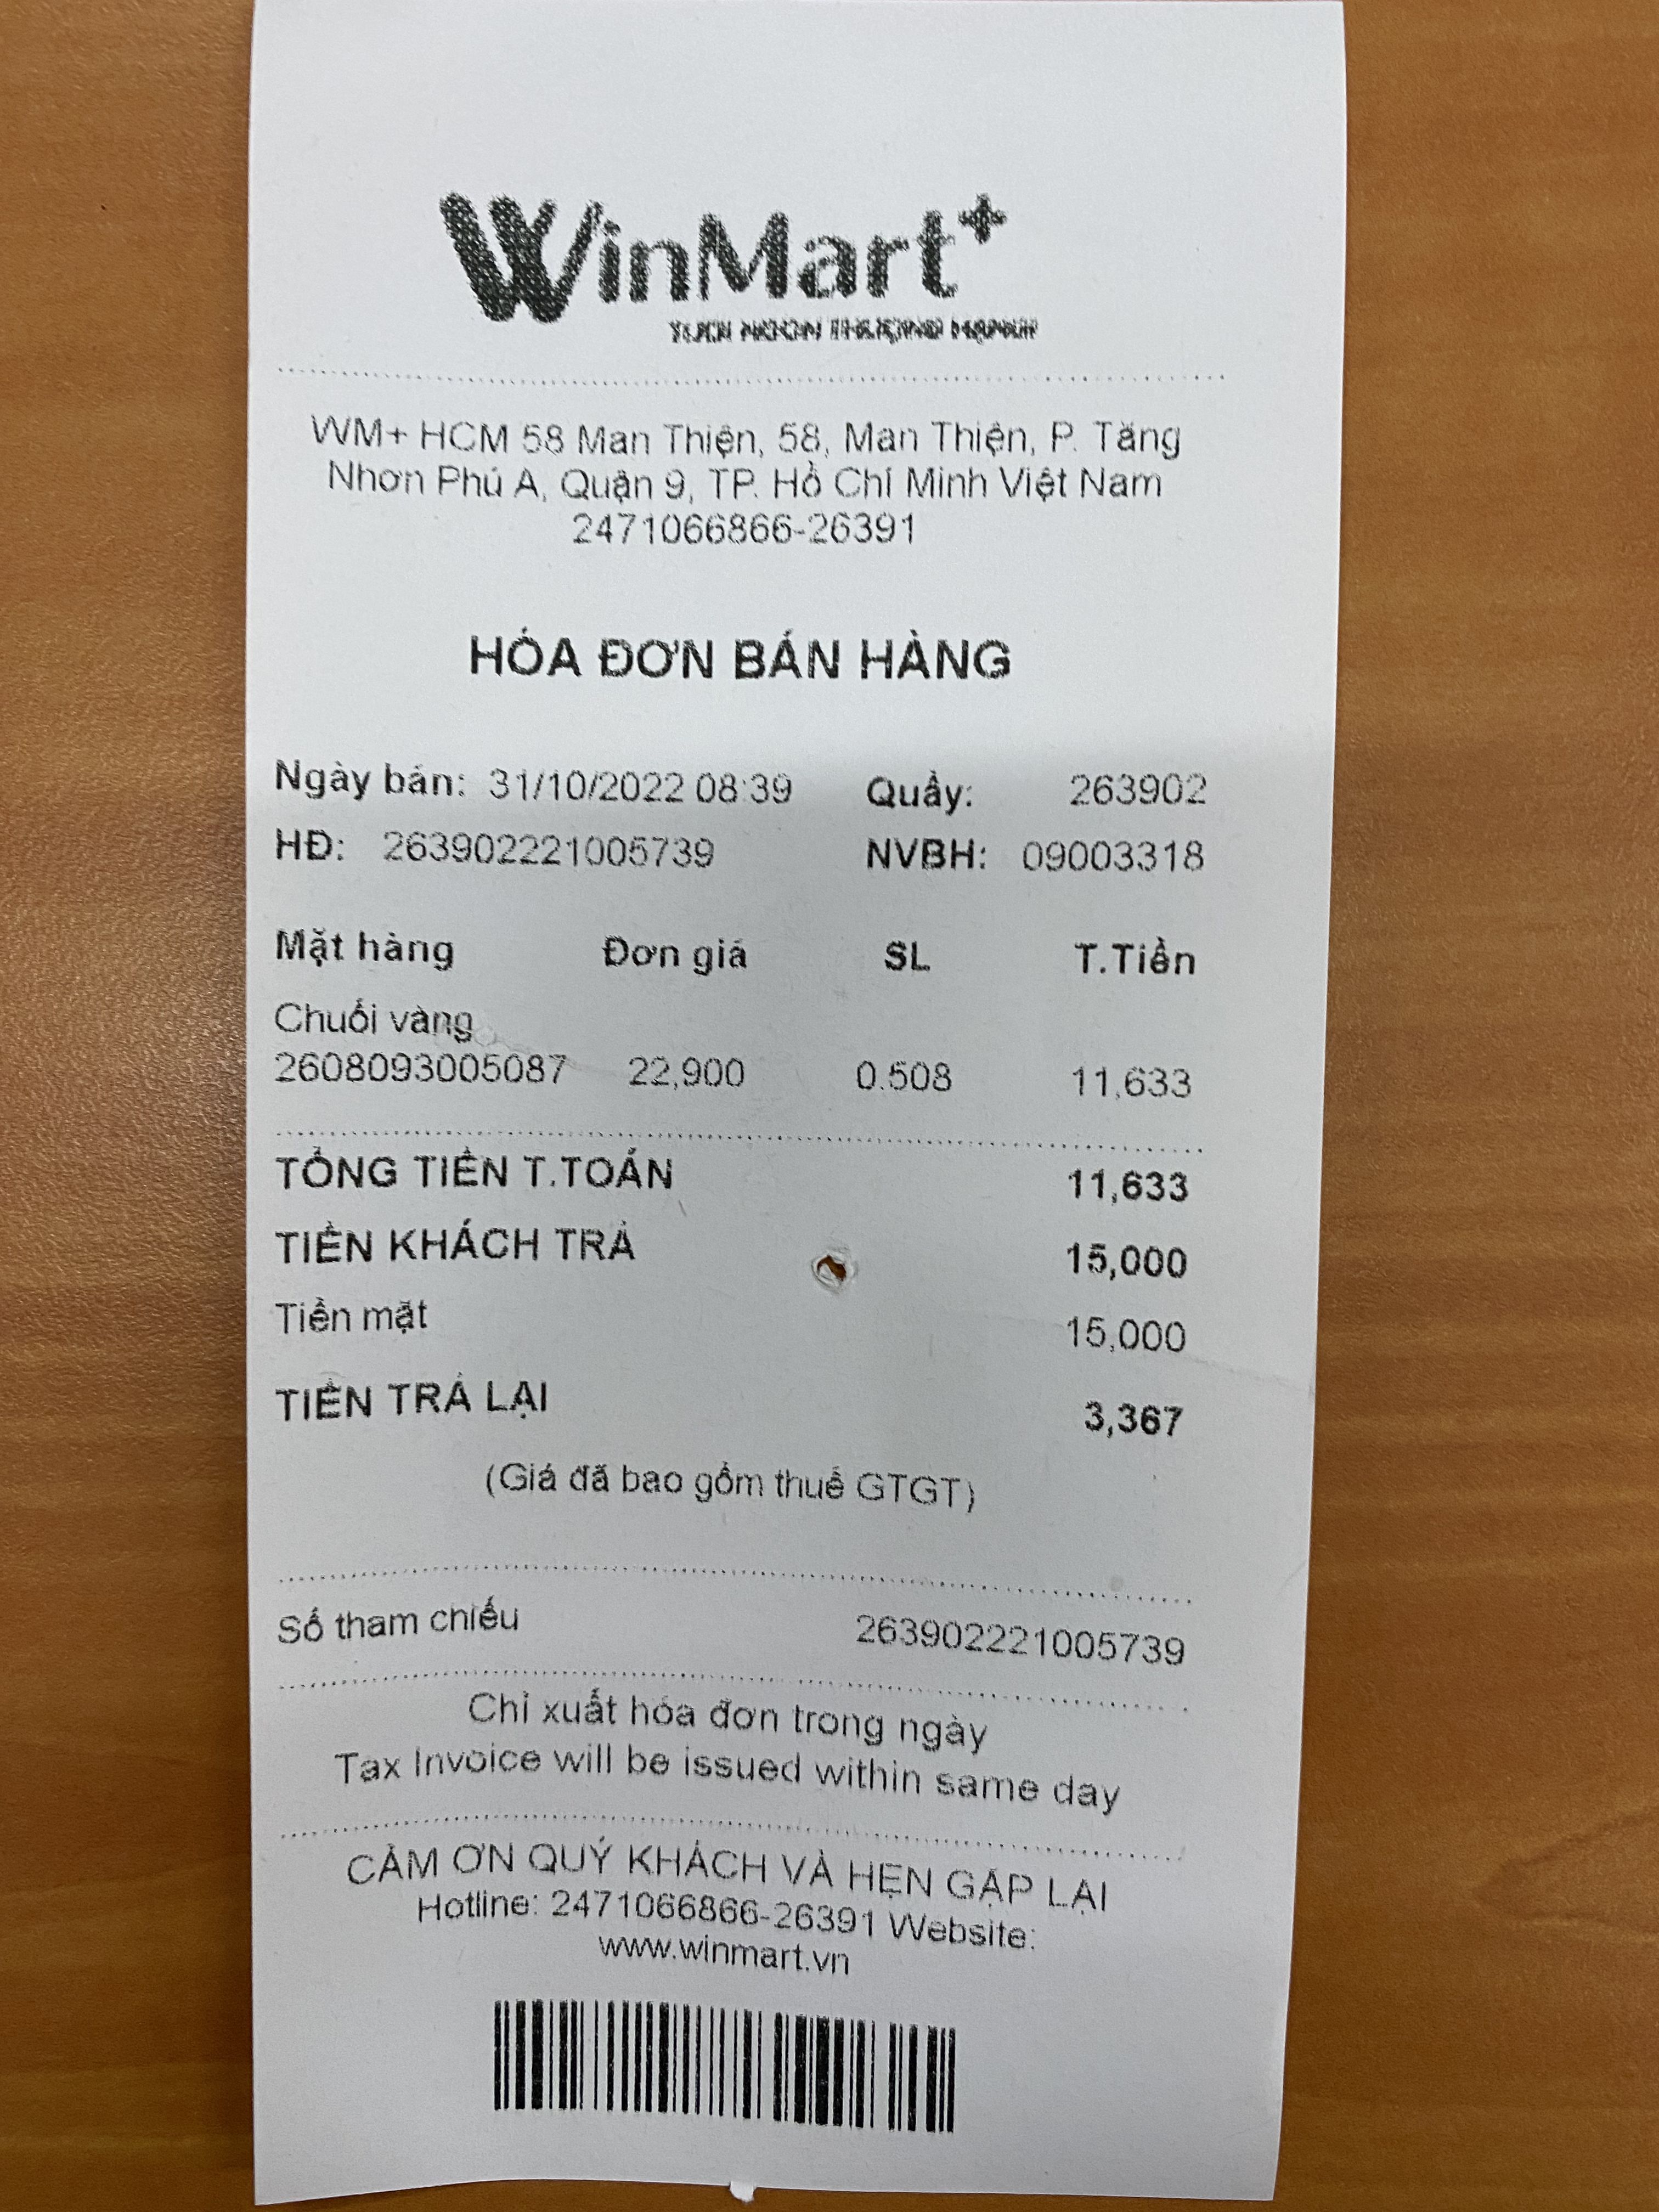 WinMart+
TƯƠI NGON THƯỢNG HẠNG
WM+ HCM 58 Man Thiện, 58, Man Thiện, P. Tăng
Nhơn Phú A, Quận 9, TP. Hồ Chí Minh Việt Nam
2471066866-26391
HÓA ĐƠN BÁN HÀNG
Ngày bán: 31/10/2022 08:39 Quầy: 263902
HĐ: 263902221005739 NVBH: 09003318
Mặt hàng Đơn giá SL T.Tiền
Chuối vàng
2608093005087 22,900 0.508 11,633
TỔNG TIỀN T.TOÁN 11,633
TIỀN KHÁCH TRẢ 15,000
Tiền mặt 15,000
TIỀN TRẢ LẠI 3,367
(Giá đã bao gồm thuế GTGT)
Số tham chiếu 263902221005739
Chỉ xuất hóa đơn trong ngày
Tax Invoice will be issued within same day
CẢM ƠN QUÝ KHÁCH VÀ HẸN GẶP LẠI
Hotline: 2471066866-26391 Website:
www.winmart.vn